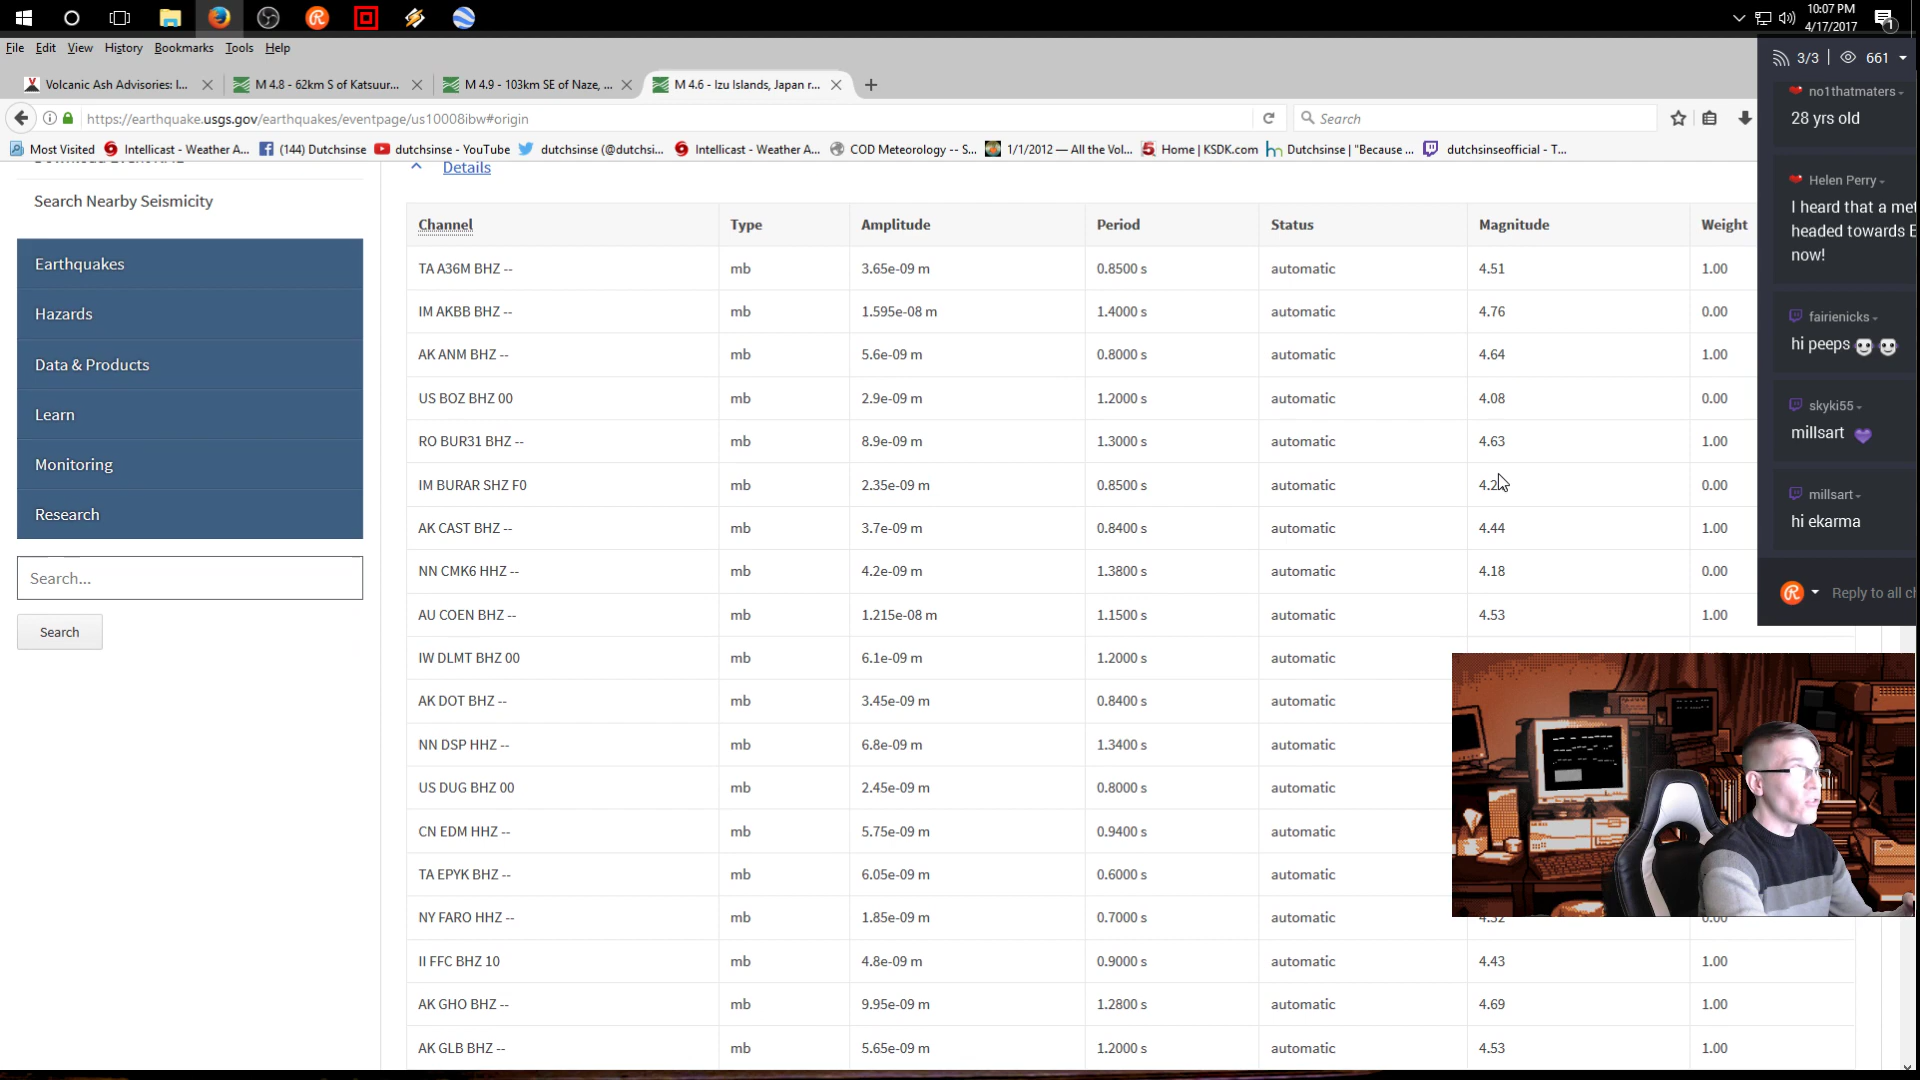 10:07 PM
4/17/2017
1
File Edit View History Bookmarks Tools Help
3/3 661
Volcanic Ash Advisories: I... M 4.8 - 62km S of Katsuur... M 4.9 - 103km SE of Naze, ... M 4.6 - Izu Islands, Japan r...
https://earthquake.usgs.gov/earthquakes/eventpage/us10008ibw#origin Search
Most Visited Intellicast - Weather A... (144) Dutchsinse dutchsinse - YouTube dutchsinse (@dutchsi... Intellicast - Weather A... COD Meteorology -- S... 1/1/2012 — All the Vol... Home | KSDK.com Dutchsinse | "Because ... dutchsinseofficial - T...
Details
Search Nearby Seismicity
Earthquakes
Hazards
Data & Products
Learn
Monitoring
Research
Search...
Search
Channel Type Amplitude Period Status Magnitude Weight
TA A36M BHZ -- mb 3.65e-09 m 0.8500 s automatic 4.51 1.00
IM AKBB BHZ -- mb 1.595e-08 m 1.4000 s automatic 4.76 0.00
AK ANM BHZ -- mb 5.6e-09 m 0.8000 s automatic 4.64 1.00
US BOZ BHZ 00 mb 2.9e-09 m 1.2000 s automatic 4.08 0.00
RO BUR31 BHZ -- mb 8.9e-09 m 1.3000 s automatic 4.63 1.00
IM BURAR SHZ F0 mb 2.35e-09 m 0.8500 s automatic 0.00
AK CAST BHZ -- mb 3.7e-09 m 0.8400 s automatic 4.44 1.00
NN CMK6 HHZ -- mb 4.2e-09 m 1.3800 s automatic 4.18 0.00
AU COEN BHZ -- mb 1.215e-08 m 1.1500 s automatic 4.53 1.00
IW DLMT BHZ 00 mb 6.1e-09 m 1.2000 s automatic
AK DOT BHZ -- mb 3.45e-09 m 0.8400 s automatic
NN DSP HHZ -- mb 6.8e-09 m 1.3400 s automatic
US DUG BHZ 00 mb 2.45e-09 m 0.8000 s automatic
CN EDM HHZ -- mb 5.75e-09 m 0.9400 s automatic
TA EPYK BHZ -- mb 6.05e-09 m 0.6000 s automatic
NY FARO HHZ -- mb 1.85e-09 m 0.7000 s automatic
II FFC BHZ 10 mb 4.8e-09 m 0.9000 s automatic 4.43 1.00
AK GHO BHZ -- mb 9.95e-09 m 1.2800 s automatic 4.69 1.00
AK GLB BHZ -- mb 5.65e-09 m 1.2000 s automatic 4.53 1.00
no1thatmaters
28 yrs old
Helen Perry
I heard that a met
headed towards E
now!
fairienicks
hi peeps
skyki55
millsart
millsart
hi ekarma
Reply to all ch